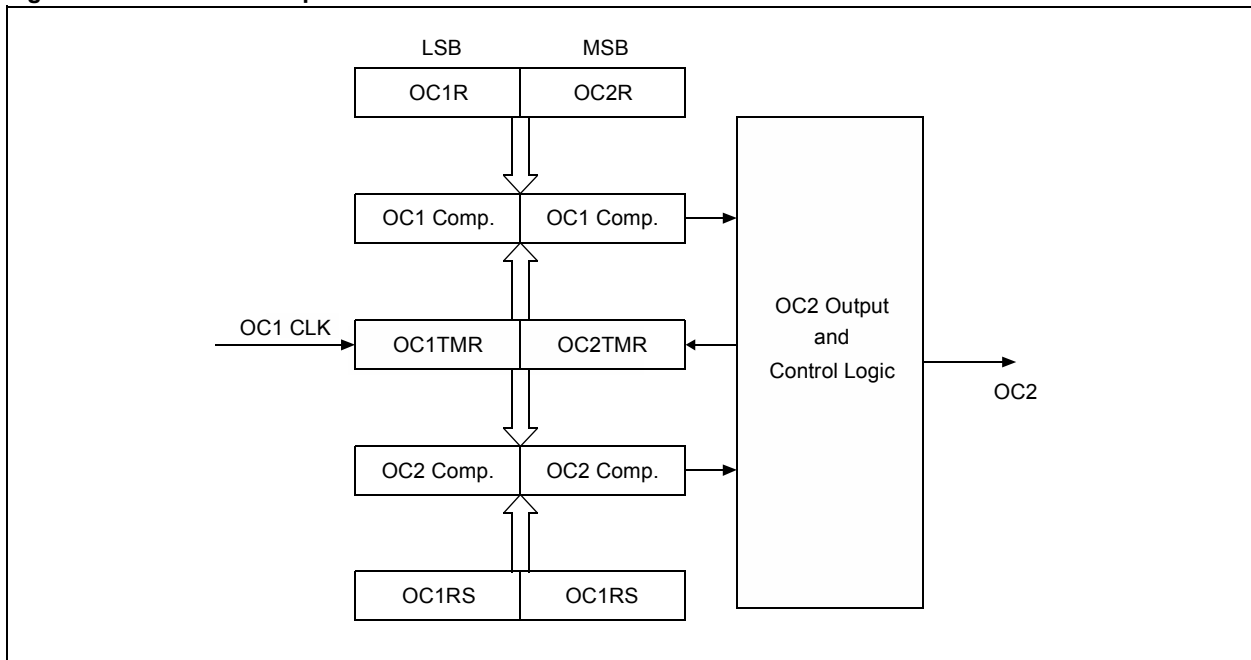 LSB MSB
OC1R OC2R
OC1 Comp. OC1 Comp.
OC1 CLK
OC1TMR OC2TMR
OC2 Comp. OC2 Comp.
OC1RS OC1RS
OC2 Output
and
Control Logic
OC2